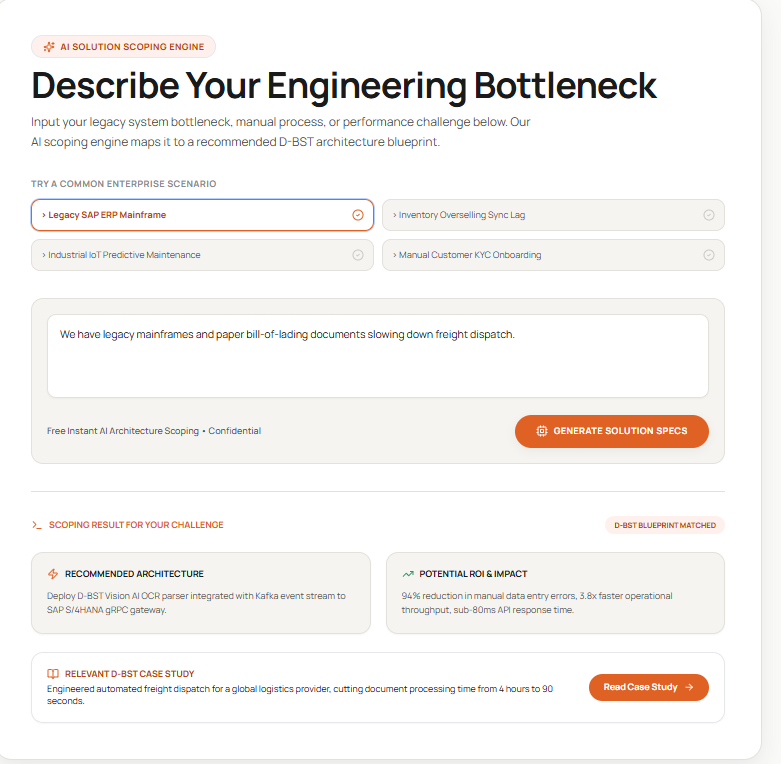 AI SOLUTION SCOPING ENGINE
Describe Your Engineering Bottleneck
Input your legacy system bottleneck, manual process, or performance challenge below. Our
AI scoping engine maps it to a recommended D-BST architecture blueprint.
TRY A COMMON ENTERPRISE SCENARIO
› Legacy SAP ERP Mainframe
› Inventory Overselling Sync Lag
› Industrial IoT Predictive Maintenance
› Manual Customer KYC Onboarding
We have legacy mainframes and paper bill-of-lading documents slowing down freight dispatch.
Free Instant AI Architecture Scoping • Confidential
GENERATE SOLUTION SPECS
SCOPING RESULT FOR YOUR CHALLENGE
D-BST BLUEPRINT MATCHED
RECOMMENDED ARCHITECTURE
Deploy D-BST Vision AI OCR parser integrated with Kafka event stream to
SAP S/4HANA gRPC gateway.
POTENTIAL ROI & IMPACT
94% reduction in manual data entry errors, 3.8x faster operational
throughput, sub-80ms API response time.
RELEVANT D-BST CASE STUDY
Engineered automated freight dispatch for a global logistics provider, cutting document processing time from 4 hours to 90
seconds.
Read Case Study →